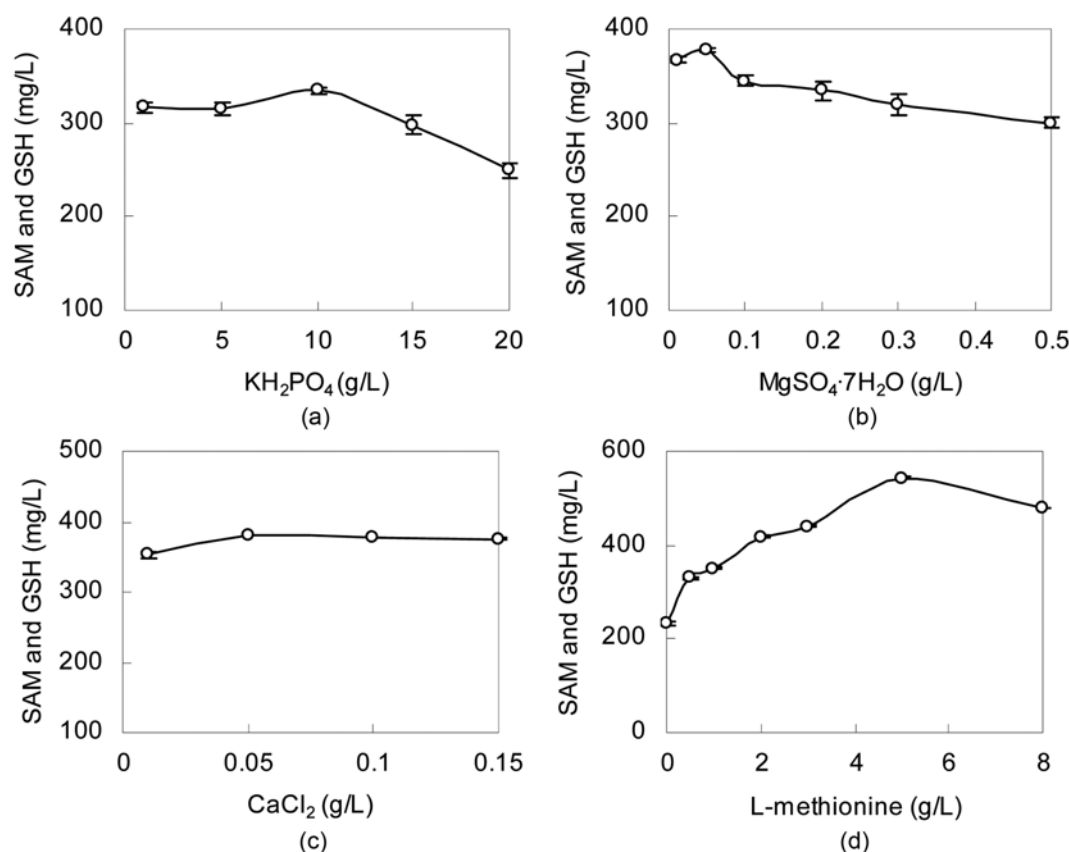 400
300
200
100
SAM and GSH (mg/L)
0 5 10 15 20
KH₂PO₄ (g/L)
(a)
400
300
200
100
SAM and GSH (mg/L)
0 0.1 0.2 0.3 0.4 0.5
MgSO₄·7H₂O (g/L)
(b)
500
400
300
200
100
SAM and GSH (mg/L)
0 0.05 0.1 0.15
CaCl₂ (g/L)
(c)
600
400
200
0
SAM and GSH (mg/L)
0 2 4 6 8
L-methionine (g/L)
(d)